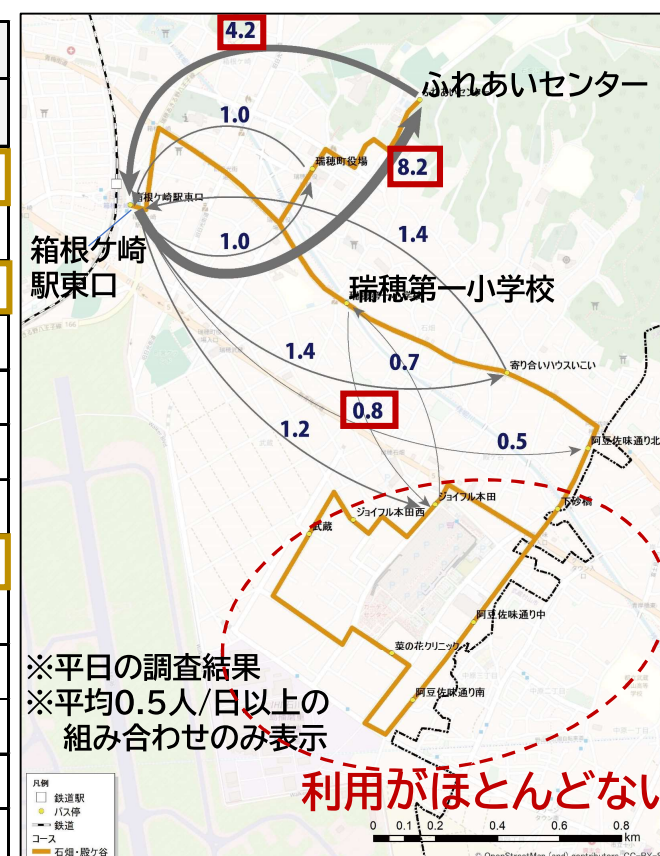 4.2
ふれあいセンター
1.0
瑞穂町役場
8.2
箱根ケ崎駅東口
1.4
箱根ケ崎
駅東口
1.0
瑞穂第一小学校
1.4
0.7
寄り合いハウスいこい
0.8
1.2
0.5
阿豆佐味通り北
ジョイフル本田
下砂橋
ジョイフル本田西
武蔵
阿豆佐味通り中
菜の花クリニック
※平日の調査結果
※平均0.5人/日以上の
組み合わせのみ表示
阿豆佐味通り南
利用がほとんどない
凡例
鉄道駅
バス停
鉄道
コース
石畑・殿ケ谷
0 0.1 0.2 0.4 0.6 0.8
km